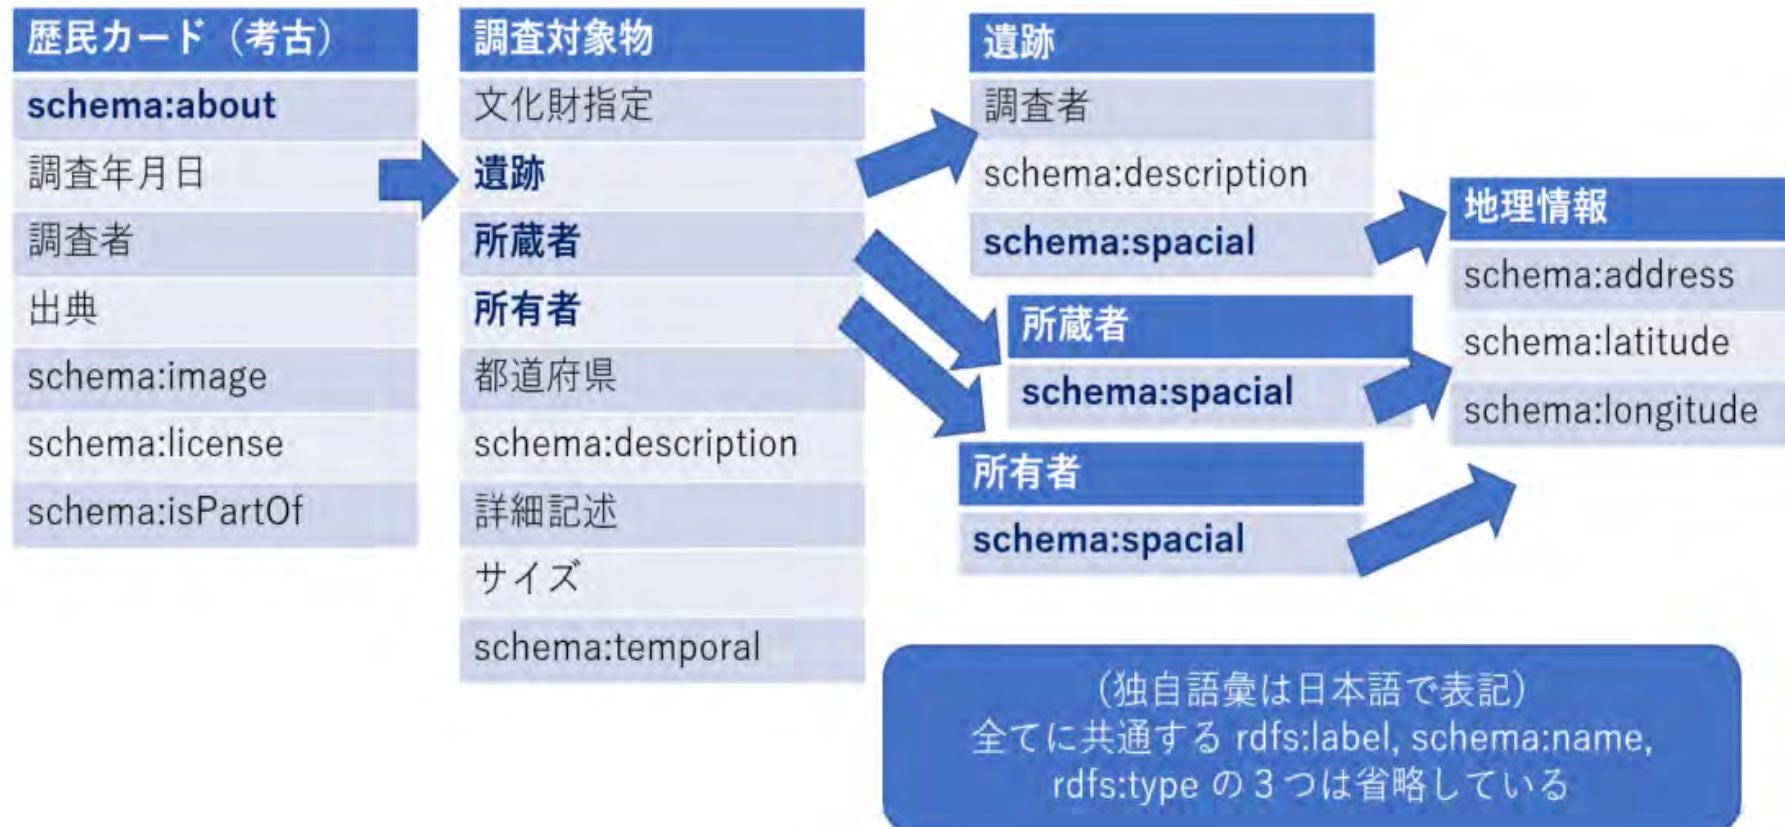 歴民カード（考古）
schema:about
調査年月日
調査者
出典
schema:image
schema:license
schema:isPartOf
調査対象物
文化財指定
遺跡
所蔵者
所有者
都道府県
schema:description
詳細記述
サイズ
schema:temporal
遺跡
調査者
schema:description
schema:spacial
所蔵者
schema:spacial
所有者
schema:spacial
地理情報
schema:address
schema:latitude
schema:longitude
（独自語彙は日本語で表記）
全てに共通する rdfs:label, schema:name,
rdfs:type の３つは省略している